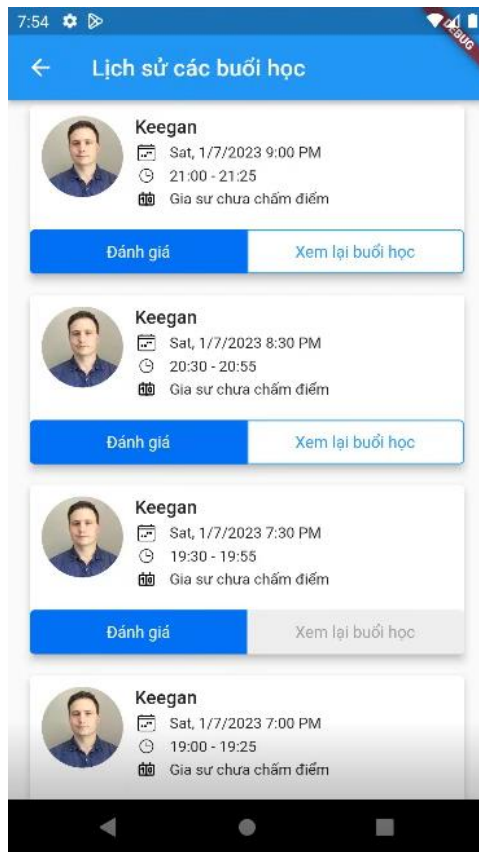 7:54
DEBUG
Lịch sử các buổi học
Keegan
Sat, 1/7/2023 9:00 PM
21:00 - 21:25
Gia sư chưa chấm điểm
Đánh giá
Xem lại buổi học
Keegan
Sat, 1/7/2023 8:30 PM
20:30 - 20:55
Gia sư chưa chấm điểm
Đánh giá
Xem lại buổi học
Keegan
Sat, 1/7/2023 7:30 PM
19:30 - 19:55
Gia sư chưa chấm điểm
Đánh giá
Xem lại buổi học
Keegan
Sat, 1/7/2023 7:00 PM
19:00 - 19:25
Gia sư chưa chấm điểm